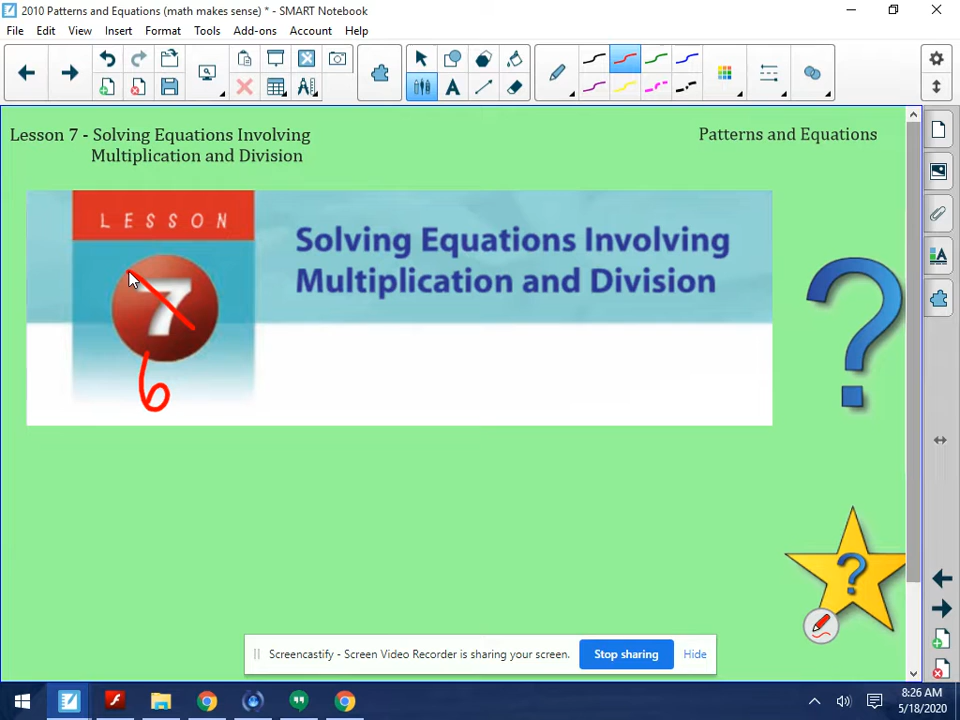 2010 Patterns and Equations (math makes sense) * - SMART Notebook
File Edit View Insert Format Tools Add-ons Account Help
Lesson 7 - Solving Equations Involving
Multiplication and Division
Patterns and Equations
LESSON
7
6
Solving Equations Involving
Multiplication and Division
?
?
Screencastify - Screen Video Recorder is sharing your screen.
Stop sharing
Hide
8:26 AM
5/18/2020